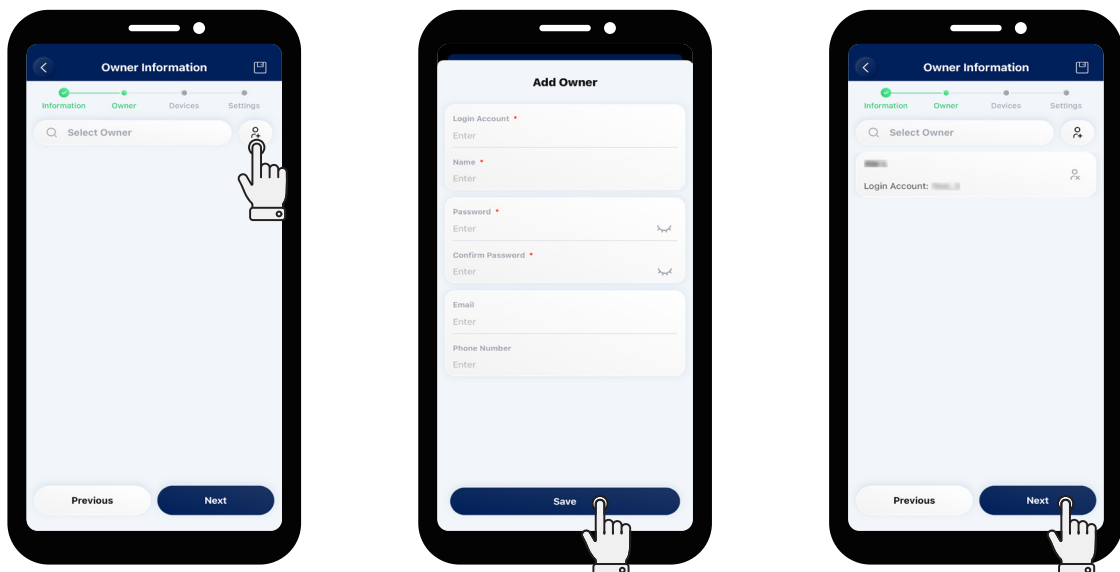 Owner Information
Information Owner Devices Settings
Select Owner
Previous Next
Add Owner
Login Account *
Enter
Name *
Enter
Password *
Enter
Confirm Password *
Enter
Email
Enter
Phone Number
Enter
Save
Owner Information
Information Owner Devices Settings
Select Owner
Login Account:
Previous Next